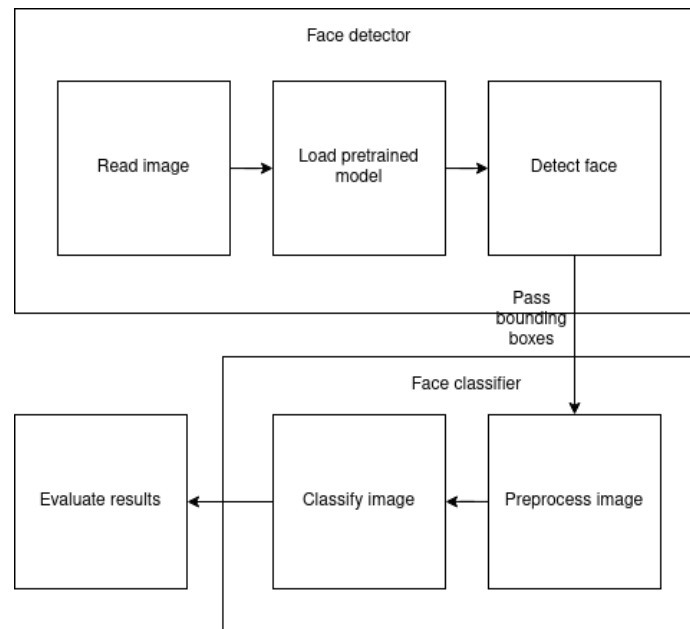 Face detector
Read image
Load pretrained
model
Detect face
Pass
bounding
boxes
Face classifier
Evaluate results
Classify image
Preprocess image